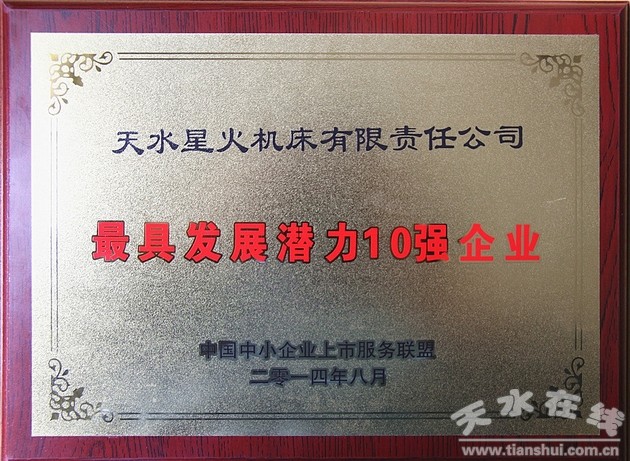 天水星火机床有限责任公司
最具发展潜力10强企业
中国中小企业上市服务联盟
二零一四年八月
天水在线
www.tianshui.com.cn